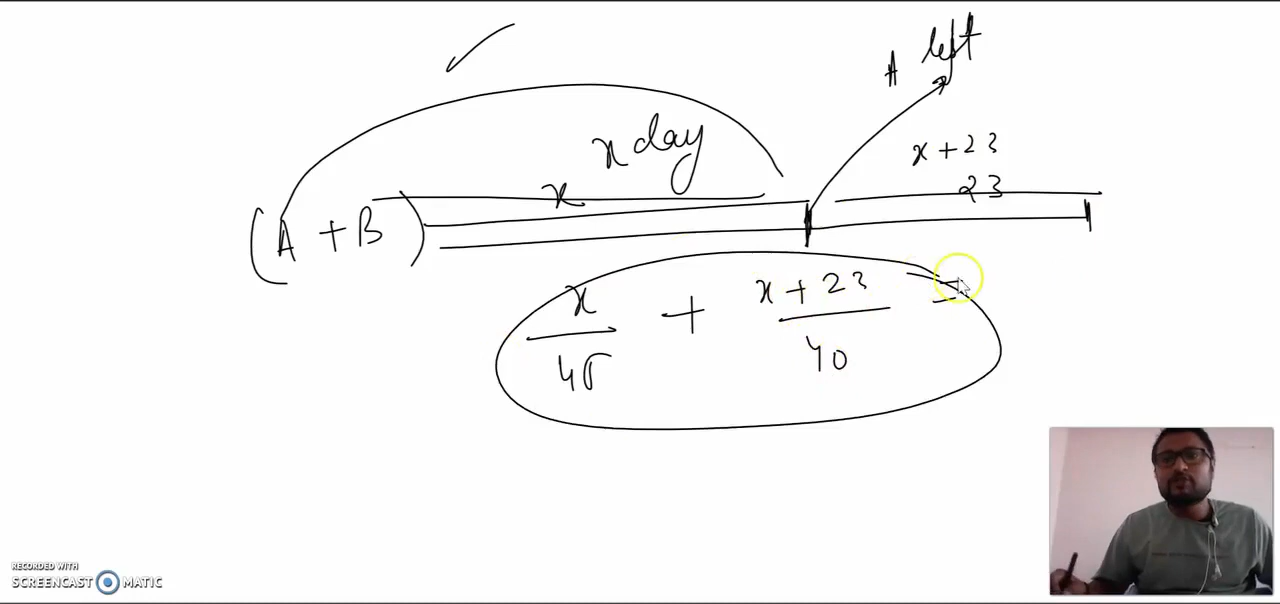 A left
x day
x + 23
x
23
(A + B)
x/45 + (x + 23)/40 =
RECORDED WITH
SCREENCAST MATIC